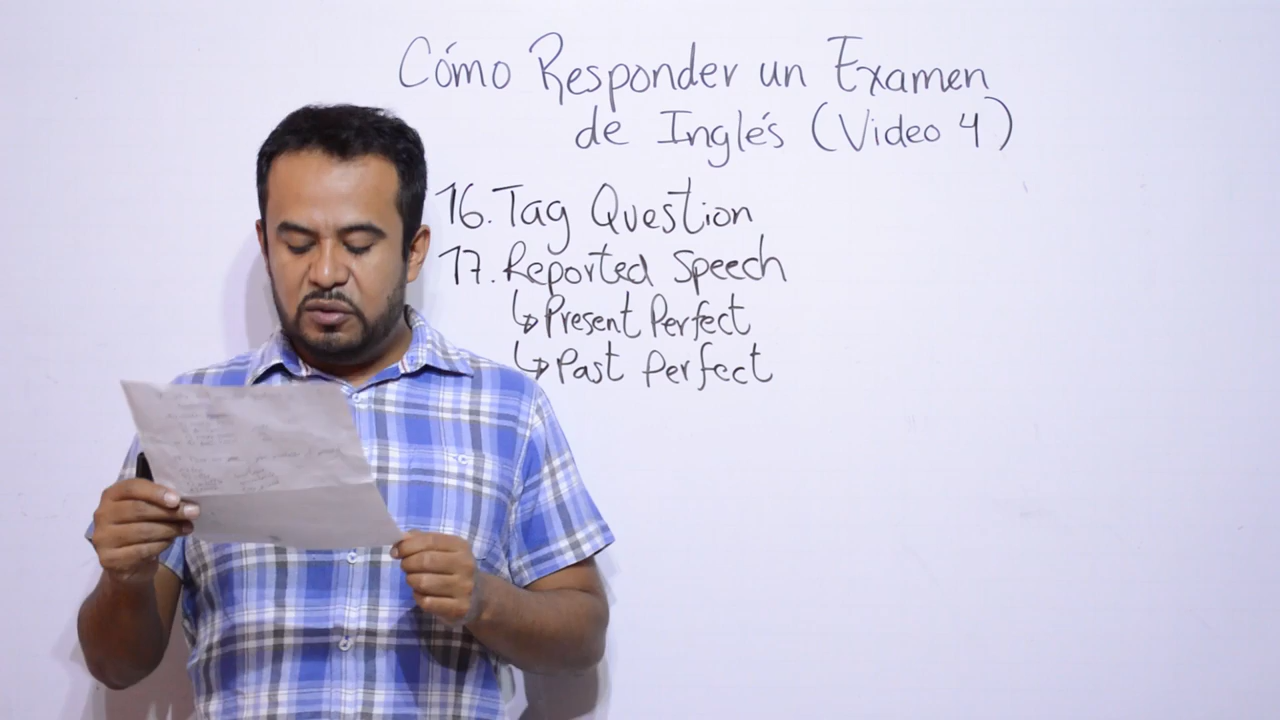 Cómo Responder un Examen
de Inglés (Video 4)
16. Tag Question
17. Reported Speech
↳ Present Perfect
↳ Past Perfect